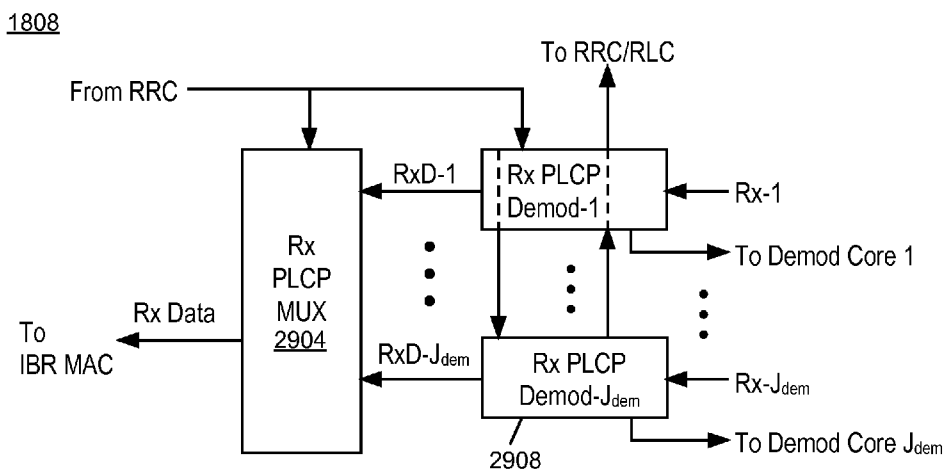 1808
To RRC/RLC
From RRC
RxD-1
Rx PLCP
Demod-1
Rx-1
To Demod Core 1
Rx
PLCP
MUX
2904
Rx Data
To
IBR MAC
RxD-Jdem
Rx PLCP
Demod-Jdem
Rx-Jdem
To Demod Core Jdem
2908